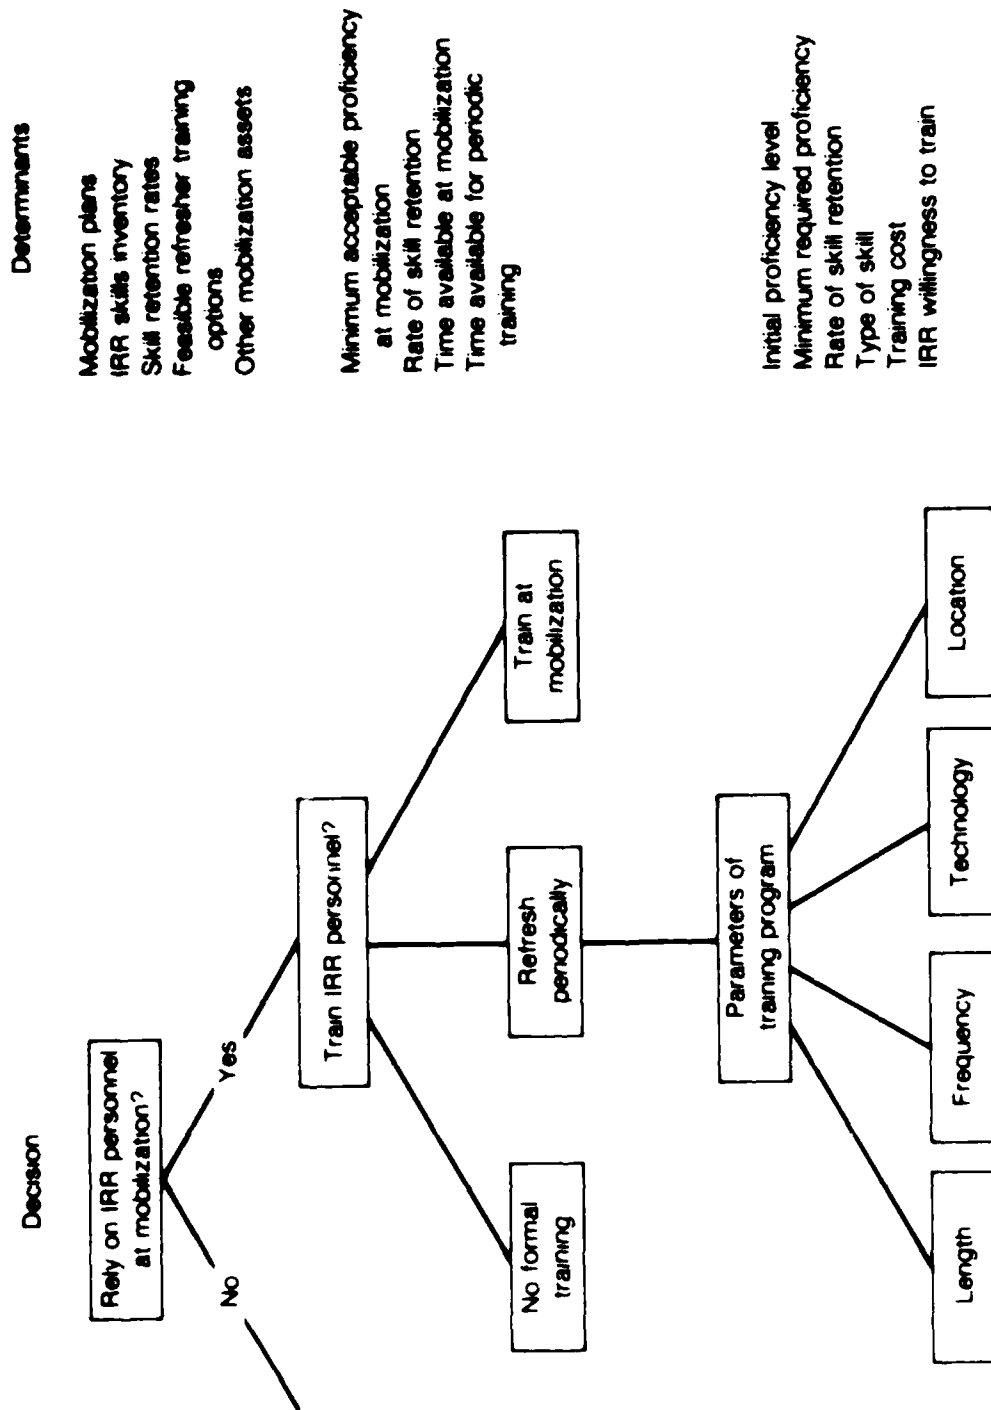 Decision
Determinants
Rely on IRR personnel
at mobilization?
No
Yes
Mobilization plans
IRR skills inventory
Skill retention rates
Feasible refresher training
options
Other mobilization assets
Train IRR personnel?
No formal
training
Refresh
periodically
Train at
mobilization
Minimum acceptable proficiency
at mobilization
Rate of skill retention
Time available at mobilization
Time available for periodic
training
Parameters of
training program
Length
Frequency
Technology
Location
Initial proficiency level
Minimum required proficiency
Rate of skill retention
Type of skill
Training cost
IRR willingness to train